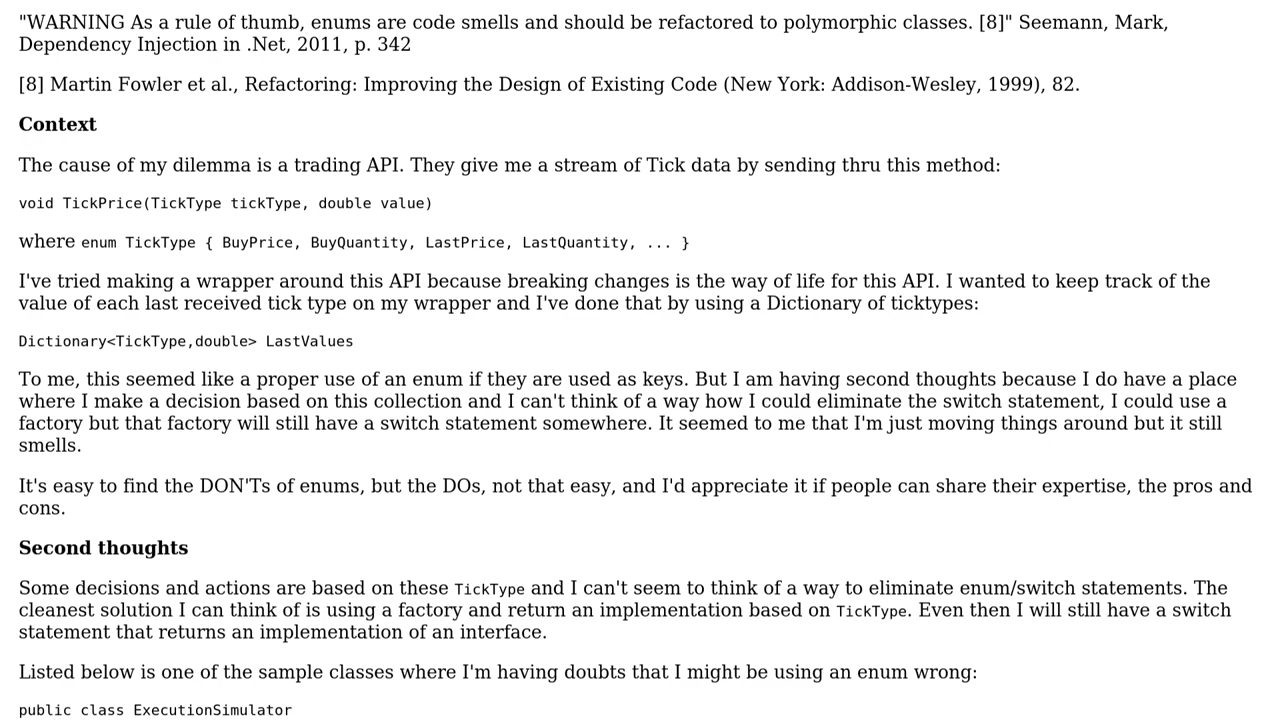 "WARNING As a rule of thumb, enums are code smells and should be refactored to polymorphic classes. [8]" Seemann, Mark,
Dependency Injection in .Net, 2011, p. 342
[8] Martin Fowler et al., Refactoring: Improving the Design of Existing Code (New York: Addison-Wesley, 1999), 82.
Context
The cause of my dilemma is a trading API. They give me a stream of Tick data by sending thru this method:
void TickPrice(TickType tickType, double value)
where enum TickType { BuyPrice, BuyQuantity, LastPrice, LastQuantity, ... }
I've tried making a wrapper around this API because breaking changes is the way of life for this API. I wanted to keep track of the
value of each last received tick type on my wrapper and I've done that by using a Dictionary of ticktypes:
Dictionary<TickType,double> LastValues
To me, this seemed like a proper use of an enum if they are used as keys. But I am having second thoughts because I do have a place
where I make a decision based on this collection and I can't think of a way how I could eliminate the switch statement, I could use a
factory but that factory will still have a switch statement somewhere. It seemed to me that I'm just moving things around but it still
smells.
It's easy to find the DON'Ts of enums, but the DOs, not that easy, and I'd appreciate it if people can share their expertise, the pros and
cons.
Second thoughts
Some decisions and actions are based on these TickType and I can't seem to think of a way to eliminate enum/switch statements. The
cleanest solution I can think of is using a factory and return an implementation based on TickType. Even then I will still have a switch
statement that returns an implementation of an interface.
Listed below is one of the sample classes where I'm having doubts that I might be using an enum wrong:
public class ExecutionSimulator